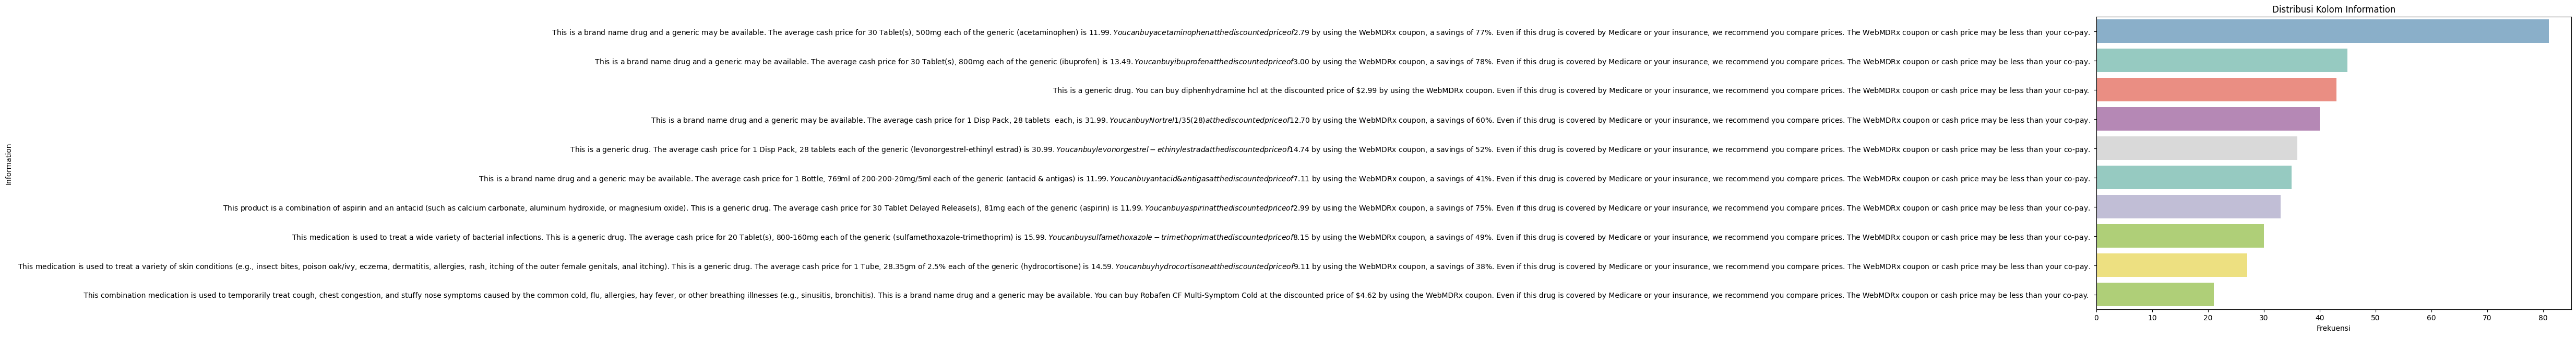 Distribusi Kolom Information
Information
This is a brand name drug and a generic may be available. The average cash price for 30 Tablet(s), 500mg each of the generic (acetaminophen) is 11.99.Youcanbuyacetaminophenatthediscountedpriceof2.79 by using the WebMDRx coupon, a savings of 77%. Even if this drug is covered by Medicare or your insurance, we recommend you compare prices. The WebMDRx coupon or cash price may be less than your co-pay.
This is a brand name drug and a generic may be available. The average cash price for 30 Tablet(s), 800mg each of the generic (ibuprofen) is 13.49.Youcanbuyibuprofenatthediscountedpriceof3.00 by using the WebMDRx coupon, a savings of 78%. Even if this drug is covered by Medicare or your insurance, we recommend you compare prices. The WebMDRx coupon or cash price may be less than your co-pay.
This is a generic drug. You can buy diphenhydramine hcl at the discounted price of $2.99 by using the WebMDRx coupon. Even if this drug is covered by Medicare or your insurance, we recommend you compare prices. The WebMDRx coupon or cash price may be less than your co-pay.
This is a brand name drug and a generic may be available. The average cash price for 1 Disp Pack, 28 tablets  each, is 31.99.YoucanbuyNortrel1/35(28)atthediscountedpriceof12.70 by using the WebMDRx coupon, a savings of 60%. Even if this drug is covered by Medicare or your insurance, we recommend you compare prices. The WebMDRx coupon or cash price may be less than your co-pay.
This is a generic drug. The average cash price for 1 Disp Pack, 28 tablets each of the generic (levonorgestrel-ethinyl estrad) is 30.99.Youcanbuylevonorgestrel−ethinylestradatthediscountedpriceof14.74 by using the WebMDRx coupon, a savings of 52%. Even if this drug is covered by Medicare or your insurance, we recommend you compare prices. The WebMDRx coupon or cash price may be less than your co-pay.
This is a brand name drug and a generic may be available. The average cash price for 1 Bottle, 769ml of 200-200-20mg/5ml each of the generic (antacid & antigas) is 11.99.Youcanbuyantacid&antigasatthediscountedpriceof7.11 by using the WebMDRx coupon, a savings of 41%. Even if this drug is covered by Medicare or your insurance, we recommend you compare prices. The WebMDRx coupon or cash price may be less than your co-pay.
This product is a combination of aspirin and an antacid (such as calcium carbonate, aluminum hydroxide, or magnesium oxide). This is a generic drug. The average cash price for 30 Tablet Delayed Release(s), 81mg each of the generic (aspirin) is 11.99.Youcanbuyaspirinatthediscountedpriceof2.99 by using the WebMDRx coupon, a savings of 75%. Even if this drug is covered by Medicare or your insurance, we recommend you compare prices. The WebMDRx coupon or cash price may be less than your co-pay.
This medication is used to treat a wide variety of bacterial infections. This is a generic drug. The average cash price for 20 Tablet(s), 800-160mg each of the generic (sulfamethoxazole-trimethoprim) is 15.99.Youcanbuysulfamethoxazole−trimethoprimatthediscountedpriceof8.15 by using the WebMDRx coupon, a savings of 49%. Even if this drug is covered by Medicare or your insurance, we recommend you compare prices. The WebMDRx coupon or cash price may be less than your co-pay.
This medication is used to treat a variety of skin conditions (e.g., insect bites, poison oak/ivy, eczema, dermatitis, allergies, rash, itching of the outer female genitals, anal itching). This is a generic drug. The average cash price for 1 Tube, 28.35gm of 2.5% each of the generic (hydrocortisone) is 14.59.Youcanbuyhydrocortisoneatthediscountedpriceof9.11 by using the WebMDRx coupon, a savings of 38%. Even if this drug is covered by Medicare or your insurance, we recommend you compare prices. The WebMDRx coupon or cash price may be less than your co-pay.
This combination medication is used to temporarily treat cough, chest congestion, and stuffy nose symptoms caused by the common cold, flu, allergies, hay fever, or other breathing illnesses (e.g., sinusitis, bronchitis). This is a brand name drug and a generic may be available. You can buy Robafen CF Multi-Symptom Cold at the discounted price of $4.62 by using the WebMDRx coupon. Even if this drug is covered by Medicare or your insurance, we recommend you compare prices. The WebMDRx coupon or cash price may be less than your co-pay.
0 10 20 30 40 50 60 70 80
Frekuensi